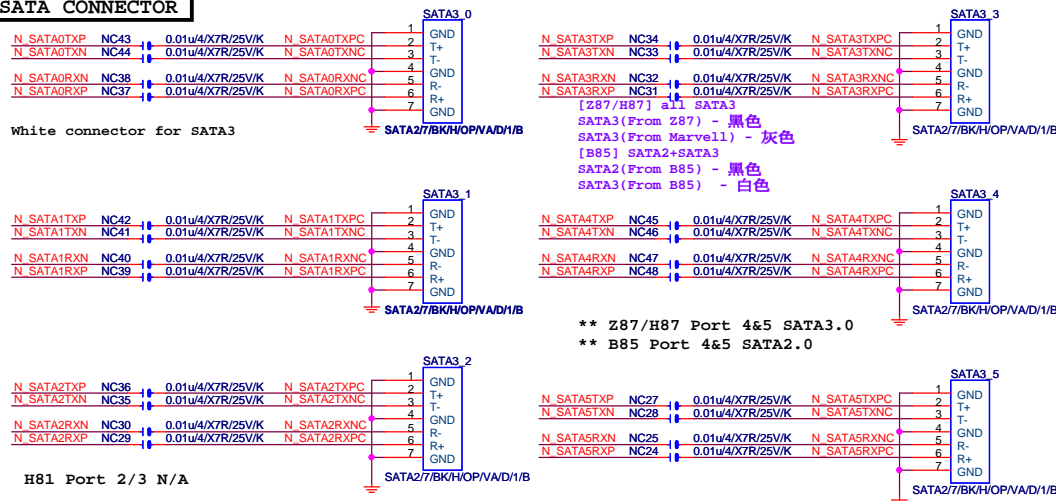 SATA CONNECTOR
SATA3_0
N_SATA0TXP NC43 0.01u/4/X7R/25V/K N_SATA0TXPC 1 GND
N_SATA0TXN NC44 0.01u/4/X7R/25V/K N_SATA0TXNC 2 T+
3 T-
4 GND
N_SATA0RXN NC38 0.01u/4/X7R/25V/K N_SATA0RXNC 5 R-
N_SATA0RXP NC37 0.01u/4/X7R/25V/K N_SATA0RXPC 6 R+
7 GND
White connector for SATA3
SATA2/7/BK/H/OP/VA/D/1/B
SATA3_3
N_SATA3TXP NC34 0.01u/4/X7R/25V/K N_SATA3TXPC 1 GND
N_SATA3TXN NC33 0.01u/4/X7R/25V/K N_SATA3TXNC 2 T+
3 T-
4 GND
N_SATA3RXN NC32 0.01u/4/X7R/25V/K N_SATA3RXNC 5 R-
N_SATA3RXP NC31 0.01u/4/X7R/25V/K N_SATA3RXPC 6 R+
7 GND
SATA2/7/BK/H/OP/VA/D/1/B
[Z87/H87] all SATA3
SATA3(From Z87) - 黑色
SATA3(From Marvell) - 灰色
[B85] SATA2+SATA3
SATA2(From B85) - 黑色
SATA3(From B85) - 白色
SATA3_1
N_SATA1TXP NC42 0.01u/4/X7R/25V/K N_SATA1TXPC 1 GND
N_SATA1TXN NC41 0.01u/4/X7R/25V/K N_SATA1TXNC 2 T+
3 T-
4 GND
N_SATA1RXN NC40 0.01u/4/X7R/25V/K N_SATA1RXNC 5 R-
N_SATA1RXP NC39 0.01u/4/X7R/25V/K N_SATA1RXPC 6 R+
7 GND
SATA2/7/BK/H/OP/VA/D/1/B
SATA3_4
N_SATA4TXP NC45 0.01u/4/X7R/25V/K N_SATA4TXPC 1 GND
N_SATA4TXN NC46 0.01u/4/X7R/25V/K N_SATA4TXNC 2 T+
3 T-
4 GND
N_SATA4RXN NC47 0.01u/4/X7R/25V/K N_SATA4RXNC 5 R-
N_SATA4RXP NC48 0.01u/4/X7R/25V/K N_SATA4RXPC 6 R+
7 GND
SATA2/7/BK/H/OP/VA/D/1/B
** Z87/H87 Port 4&5 SATA3.0
** B85 Port 4&5 SATA2.0
SATA3_2
N_SATA2TXP NC36 0.01u/4/X7R/25V/K N_SATA2TXPC 1 GND
N_SATA2TXN NC35 0.01u/4/X7R/25V/K N_SATA2TXNC 2 T+
3 T-
4 GND
N_SATA2RXN NC30 0.01u/4/X7R/25V/K N_SATA2RXNC 5 R-
N_SATA2RXP NC29 0.01u/4/X7R/25V/K N_SATA2RXPC 6 R+
7 GND
H81 Port 2/3 N/A
SATA2/7/BK/H/OP/VA/D/1/B
SATA3_5
N_SATA5TXP NC27 0.01u/4/X7R/25V/K N_SATA5TXPC 1 GND
N_SATA5TXN NC28 0.01u/4/X7R/25V/K N_SATA5TXNC 2 T+
3 T-
4 GND
N_SATA5RXN NC25 0.01u/4/X7R/25V/K N_SATA5RXNC 5 R-
N_SATA5RXP NC24 0.01u/4/X7R/25V/K N_SATA5RXPC 6 R+
7 GND
SATA2/7/BK/H/OP/VA/D/1/B